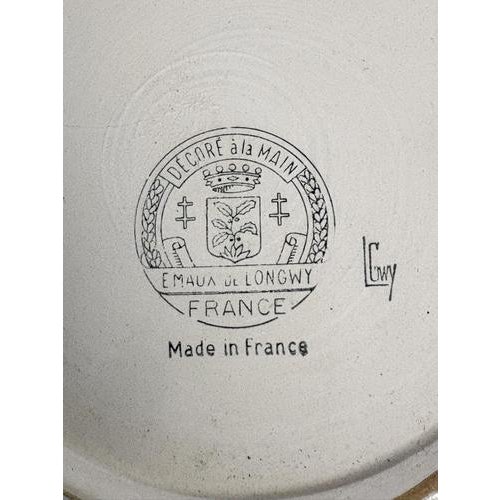 DÉCORÉ à la MAIN
EMAUX DE LONGWY
FRANCE
Made in France
LGwy